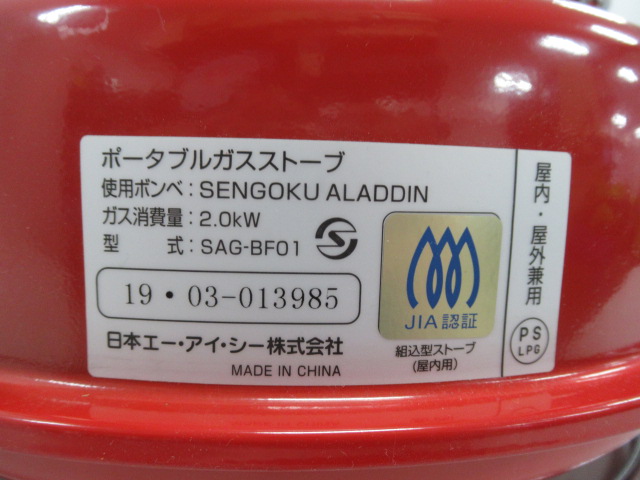 ポータブルガスストーブ
使用ボンベ：SENGOKU ALADDIN
ガス消費量：2.0kW
型　　式：SAG-BF01
19・03-013985
日本エー・アイ・シー株式会社
MADE IN CHINA
JIA認証
組込型ストーブ
(屋内用)
屋内・屋外兼用
PS
LPG